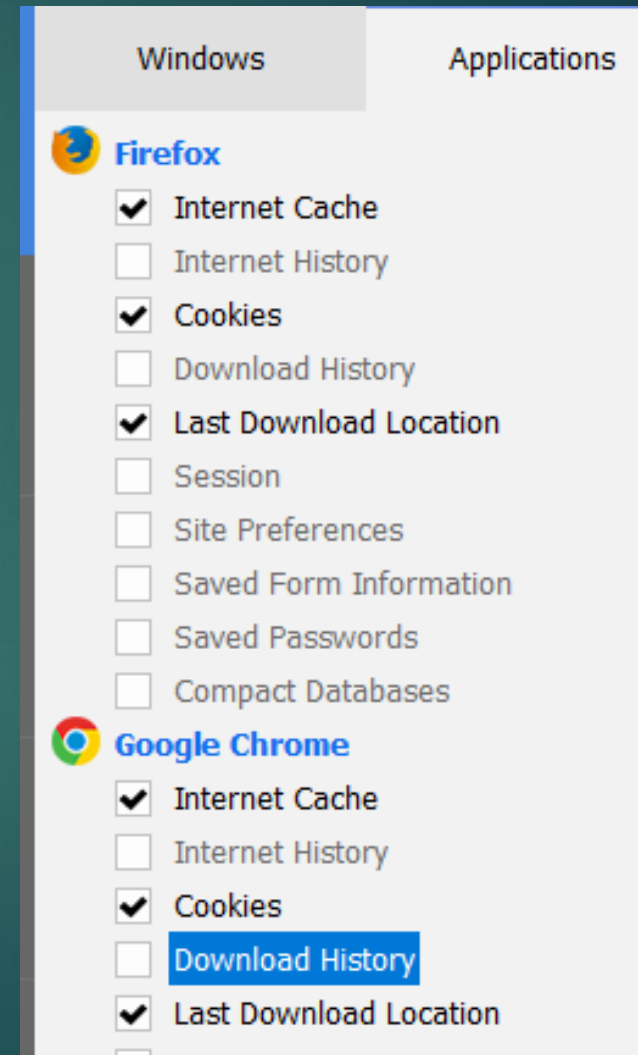 Windows Applications
Firefox
Internet Cache
Internet History
Cookies
Download History
Last Download Location
Session
Site Preferences
Saved Form Information
Saved Passwords
Compact Databases
Google Chrome
Internet Cache
Internet History
Cookies
Download History
Last Download Location